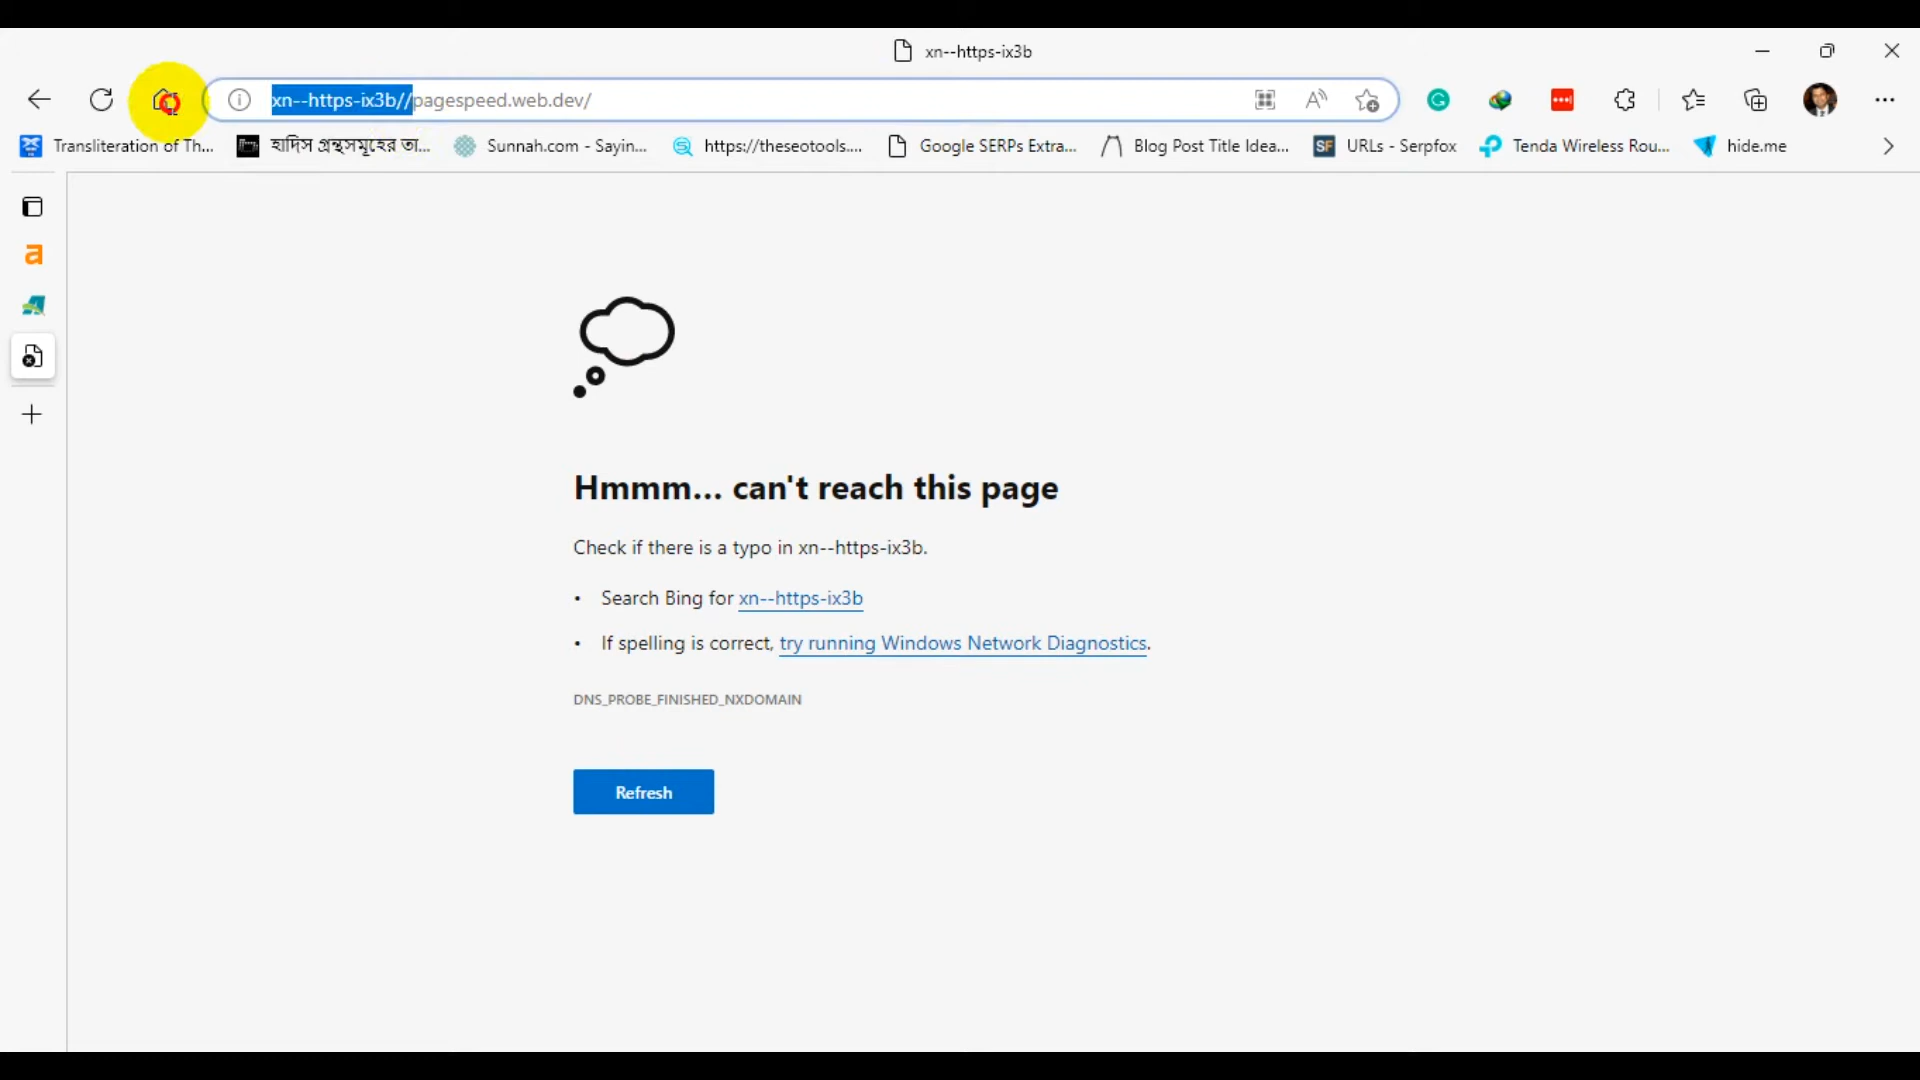 xn--https-ix3b
xn--https-ix3b//pagespeed.web.dev/
Transliteration of Th... হাদিস গ্রন্থসমূহের তা... Sunnah.com - Sayin... https://theseotools.... Google SERPs Extra... Blog Post Title Idea... SF URLs - Serpfox Tenda Wireless Rou... hide.me
a
Hmmm... can't reach this page
Check if there is a typo in xn--https-ix3b.
• Search Bing for xn--https-ix3b
• If spelling is correct, try running Windows Network Diagnostics.
DNS_PROBE_FINISHED_NXDOMAIN
Refresh